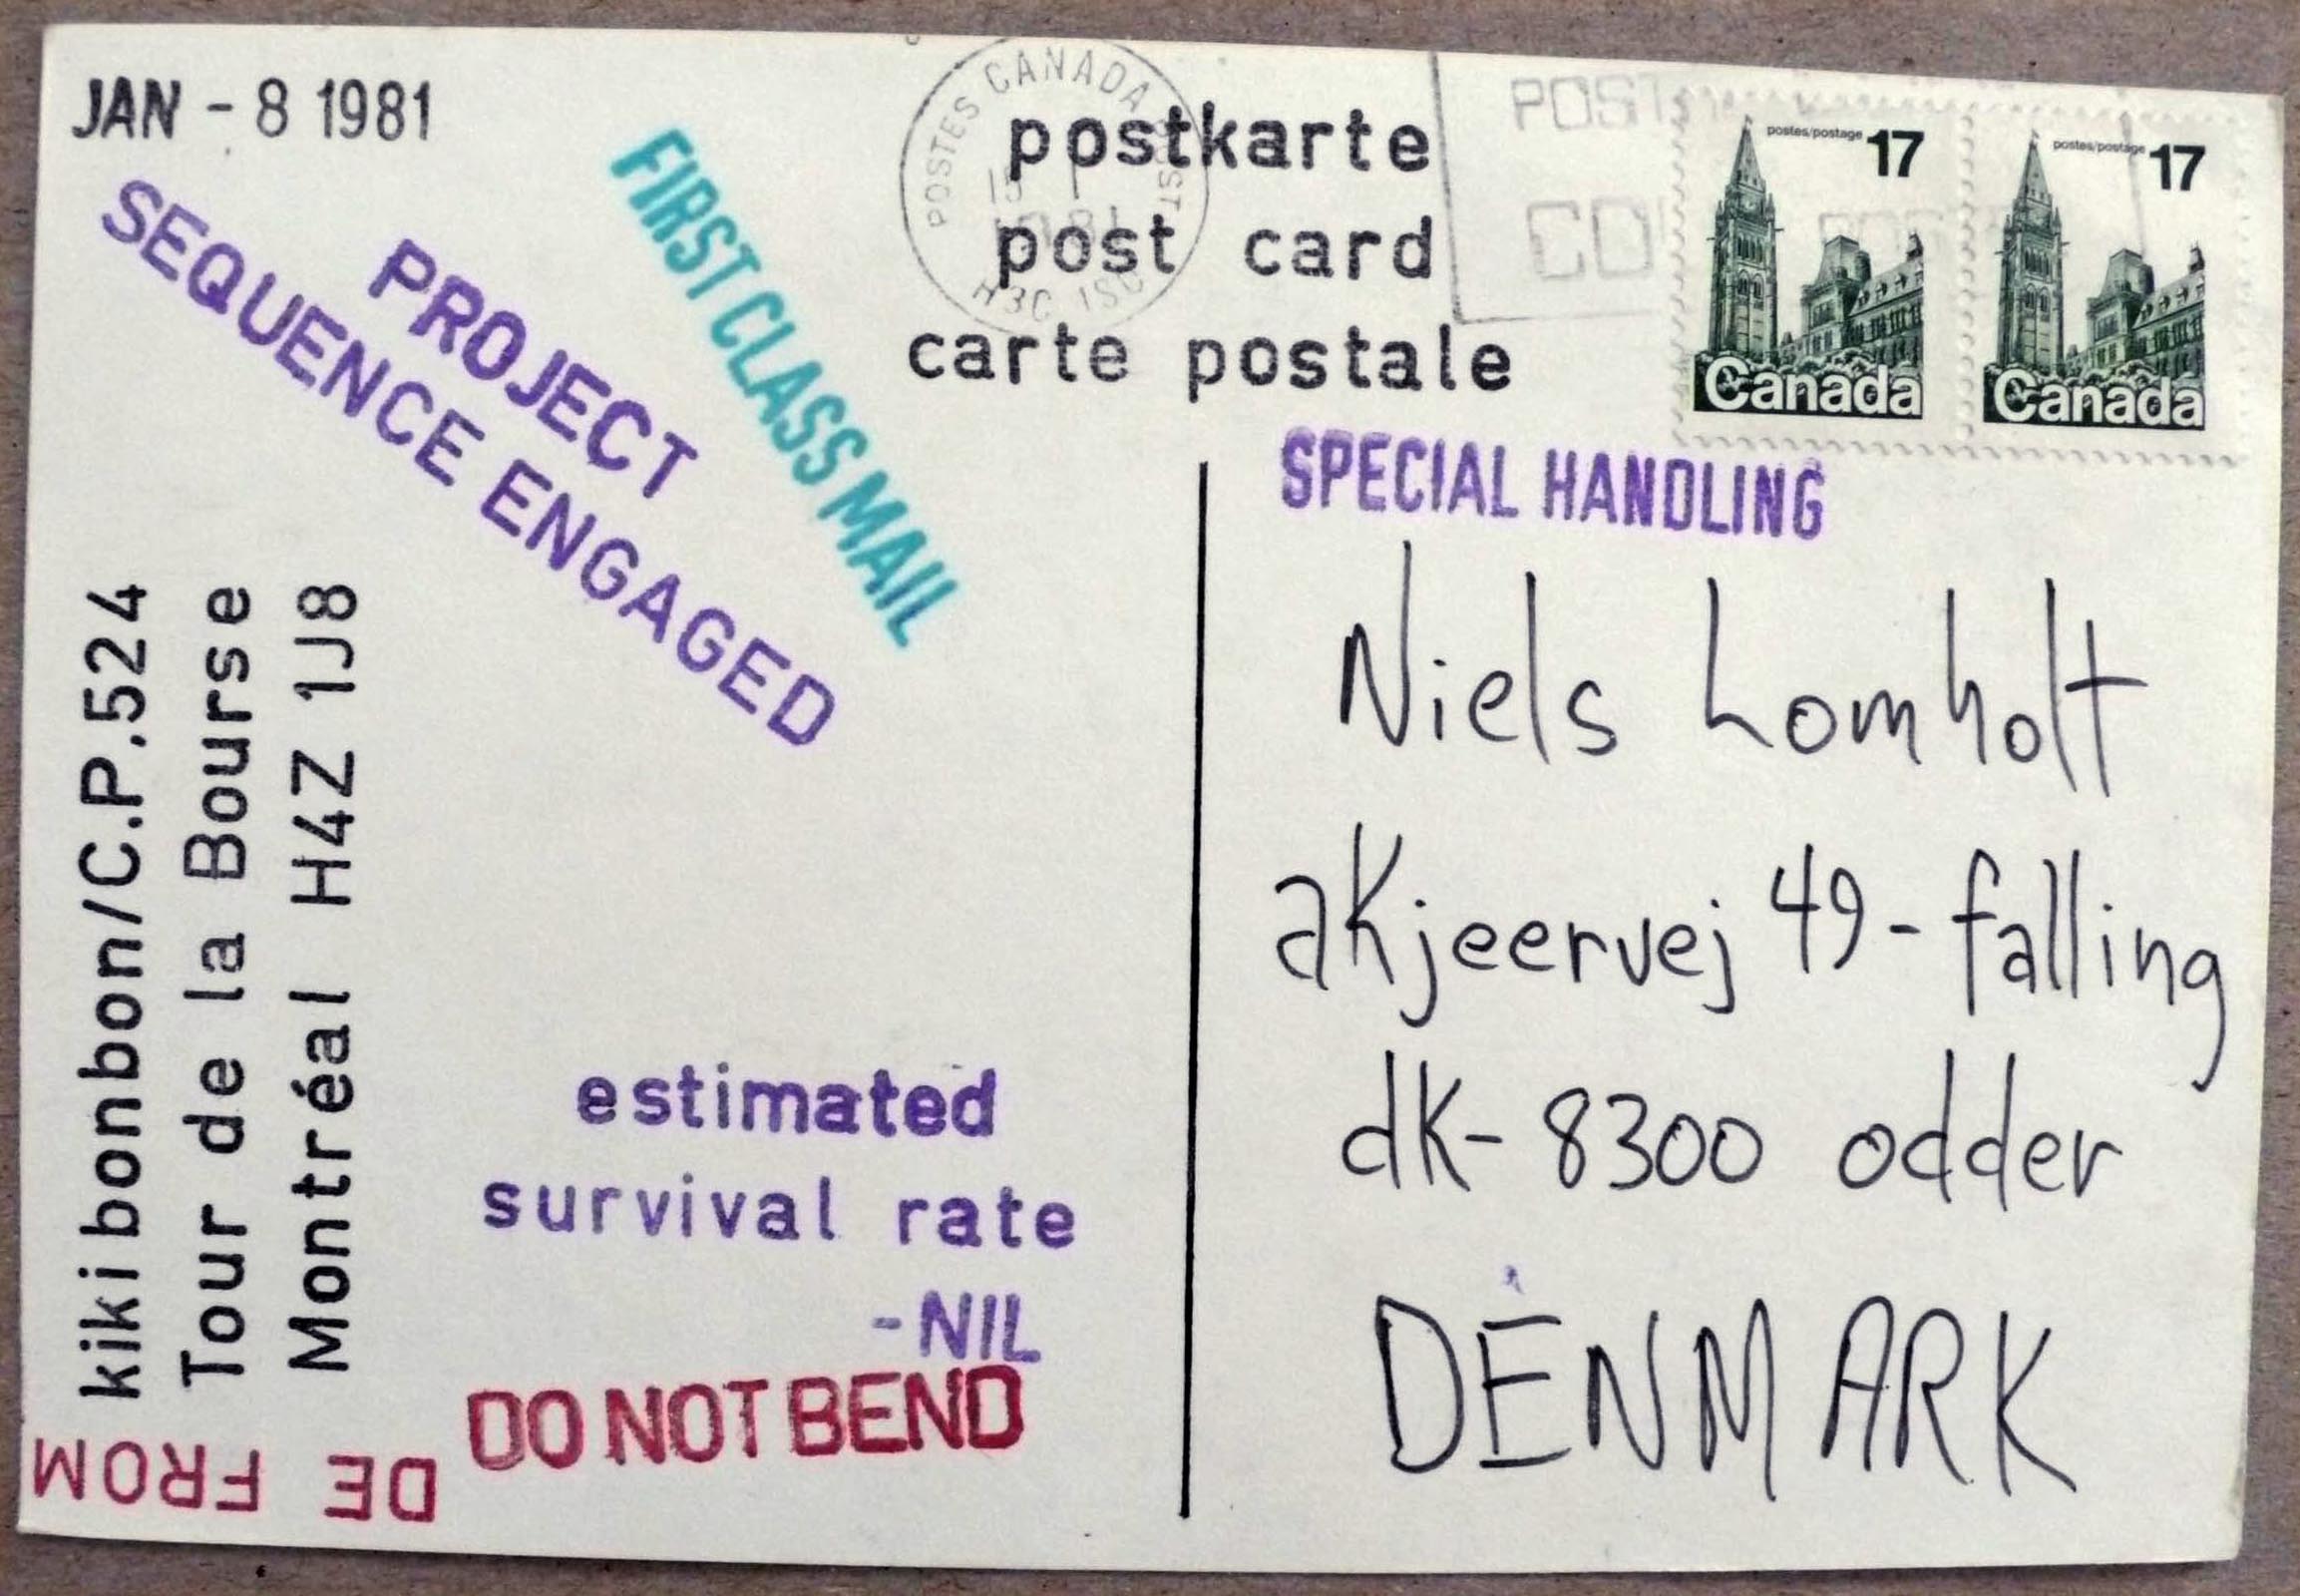 JAN - 8 1981
PROJECT
SEQUENCE ENGAGED
FIRST CLASS MAIL
POSTES CANADA POST
H3C
postkarte
post card
carte postale
postes/postage 17
Canada
postes/postage 17
Canada
SPECIAL HANDLING
kiki bonbon/C.P.524
Tour de la Bourse
Montréal H4Z 1J8
DE FROM
estimated
survival rate
-NIL
DO NOT BEND
Niels Lomholt
akjeervej 49-falling
dk-8300 odder
DENMARK